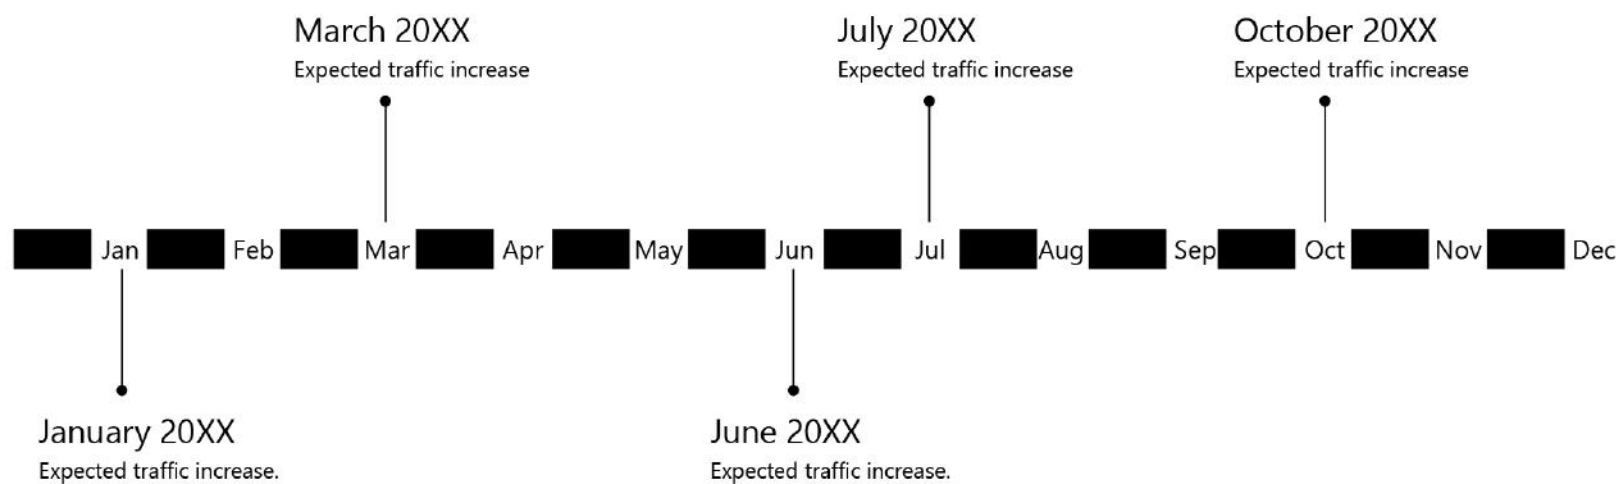 March 20XX
Expected traffic increase
July 20XX
Expected traffic increase
October 20XX
Expected traffic increase
Jan Feb Mar Apr May Jun Jul Aug Sep Oct Nov Dec
January 20XX
Expected traffic increase.
June 20XX
Expected traffic increase.